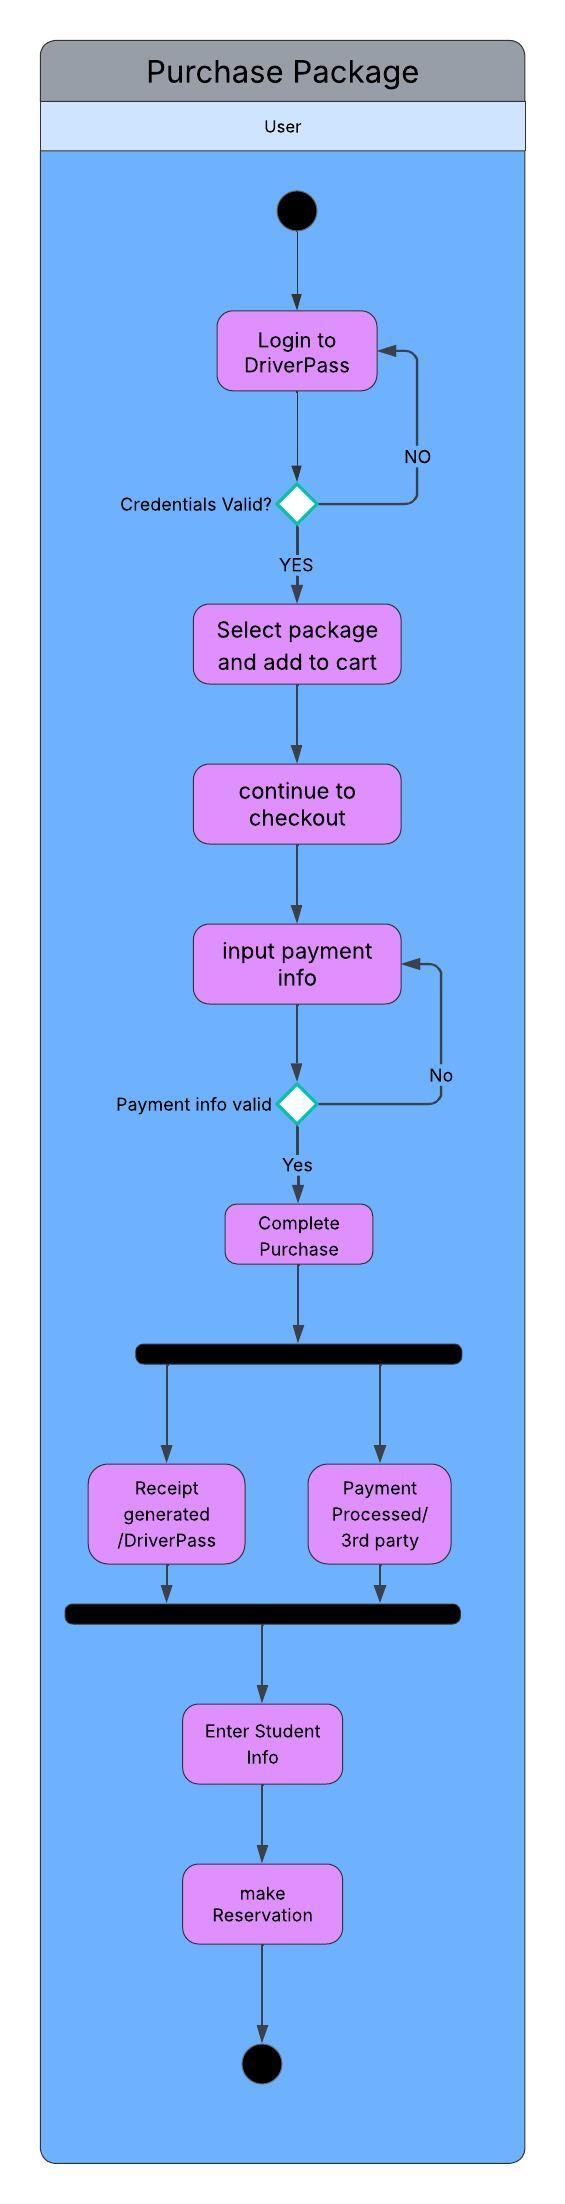 Purchase Package
User
Login to
DriverPass
NO
Credentials Valid?
YES
Select package
and add to cart
continue to
checkout
input payment
info
No
Payment info valid
Yes
Complete
Purchase
Receipt
generated
/DriverPass
Payment
Processed/
3rd party
Enter Student
Info
make
Reservation